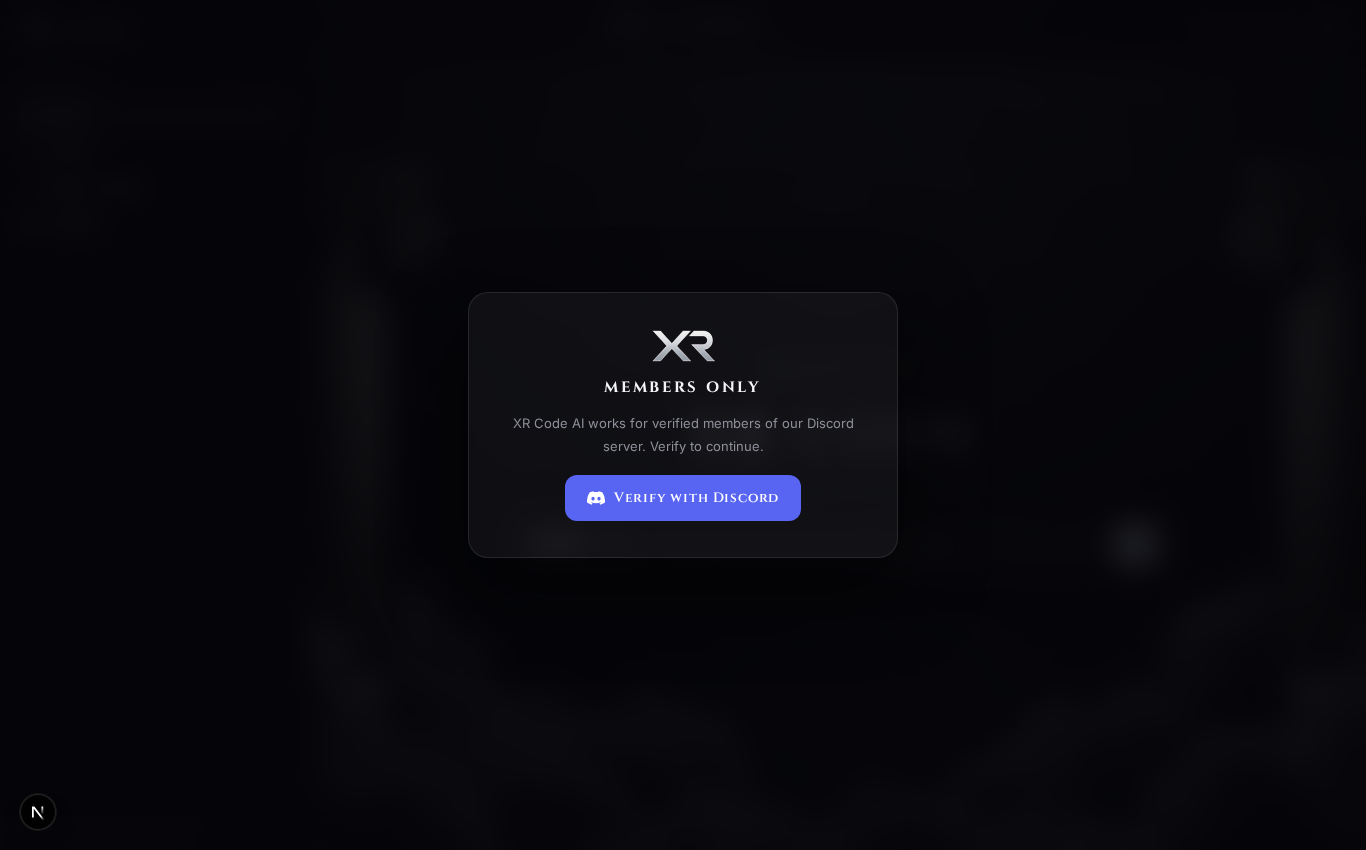 XR
MEMBERS ONLY
XR Code AI works for verified members of our Discord
server. Verify to continue.
Verify with Discord
N